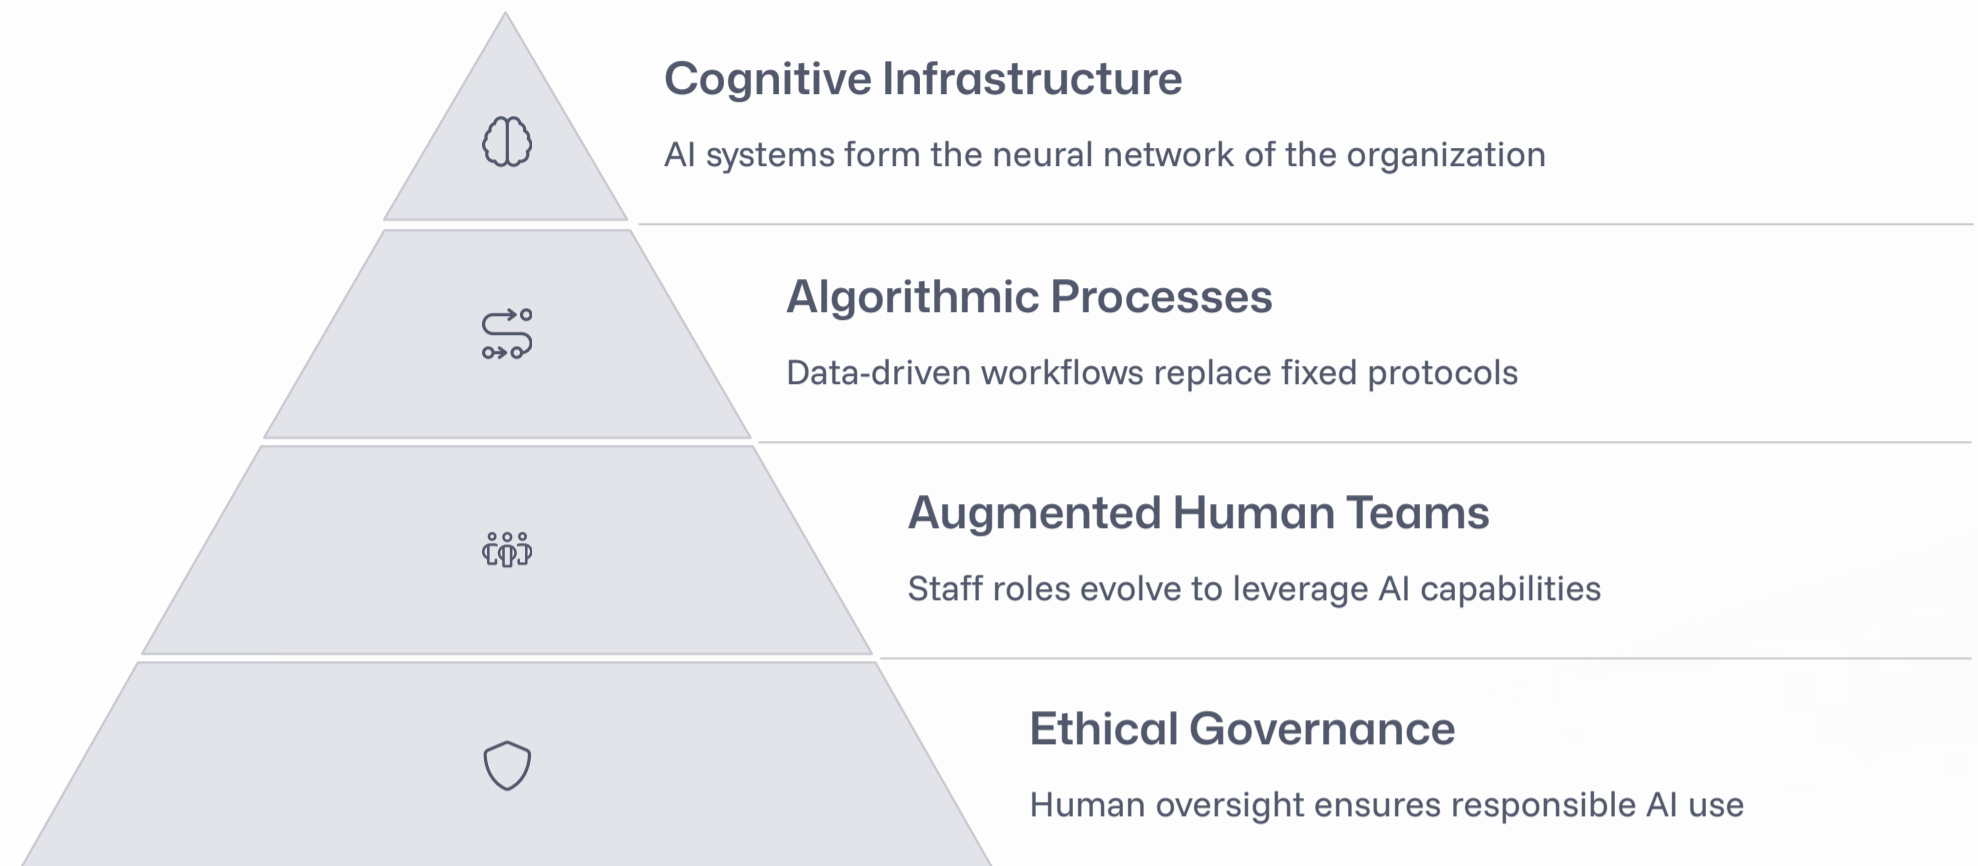 Cognitive Infrastructure
AI systems form the neural network of the organization
Algorithmic Processes
Data-driven workflows replace fixed protocols
Augmented Human Teams
Staff roles evolve to leverage AI capabilities
Ethical Governance
Human oversight ensures responsible AI use